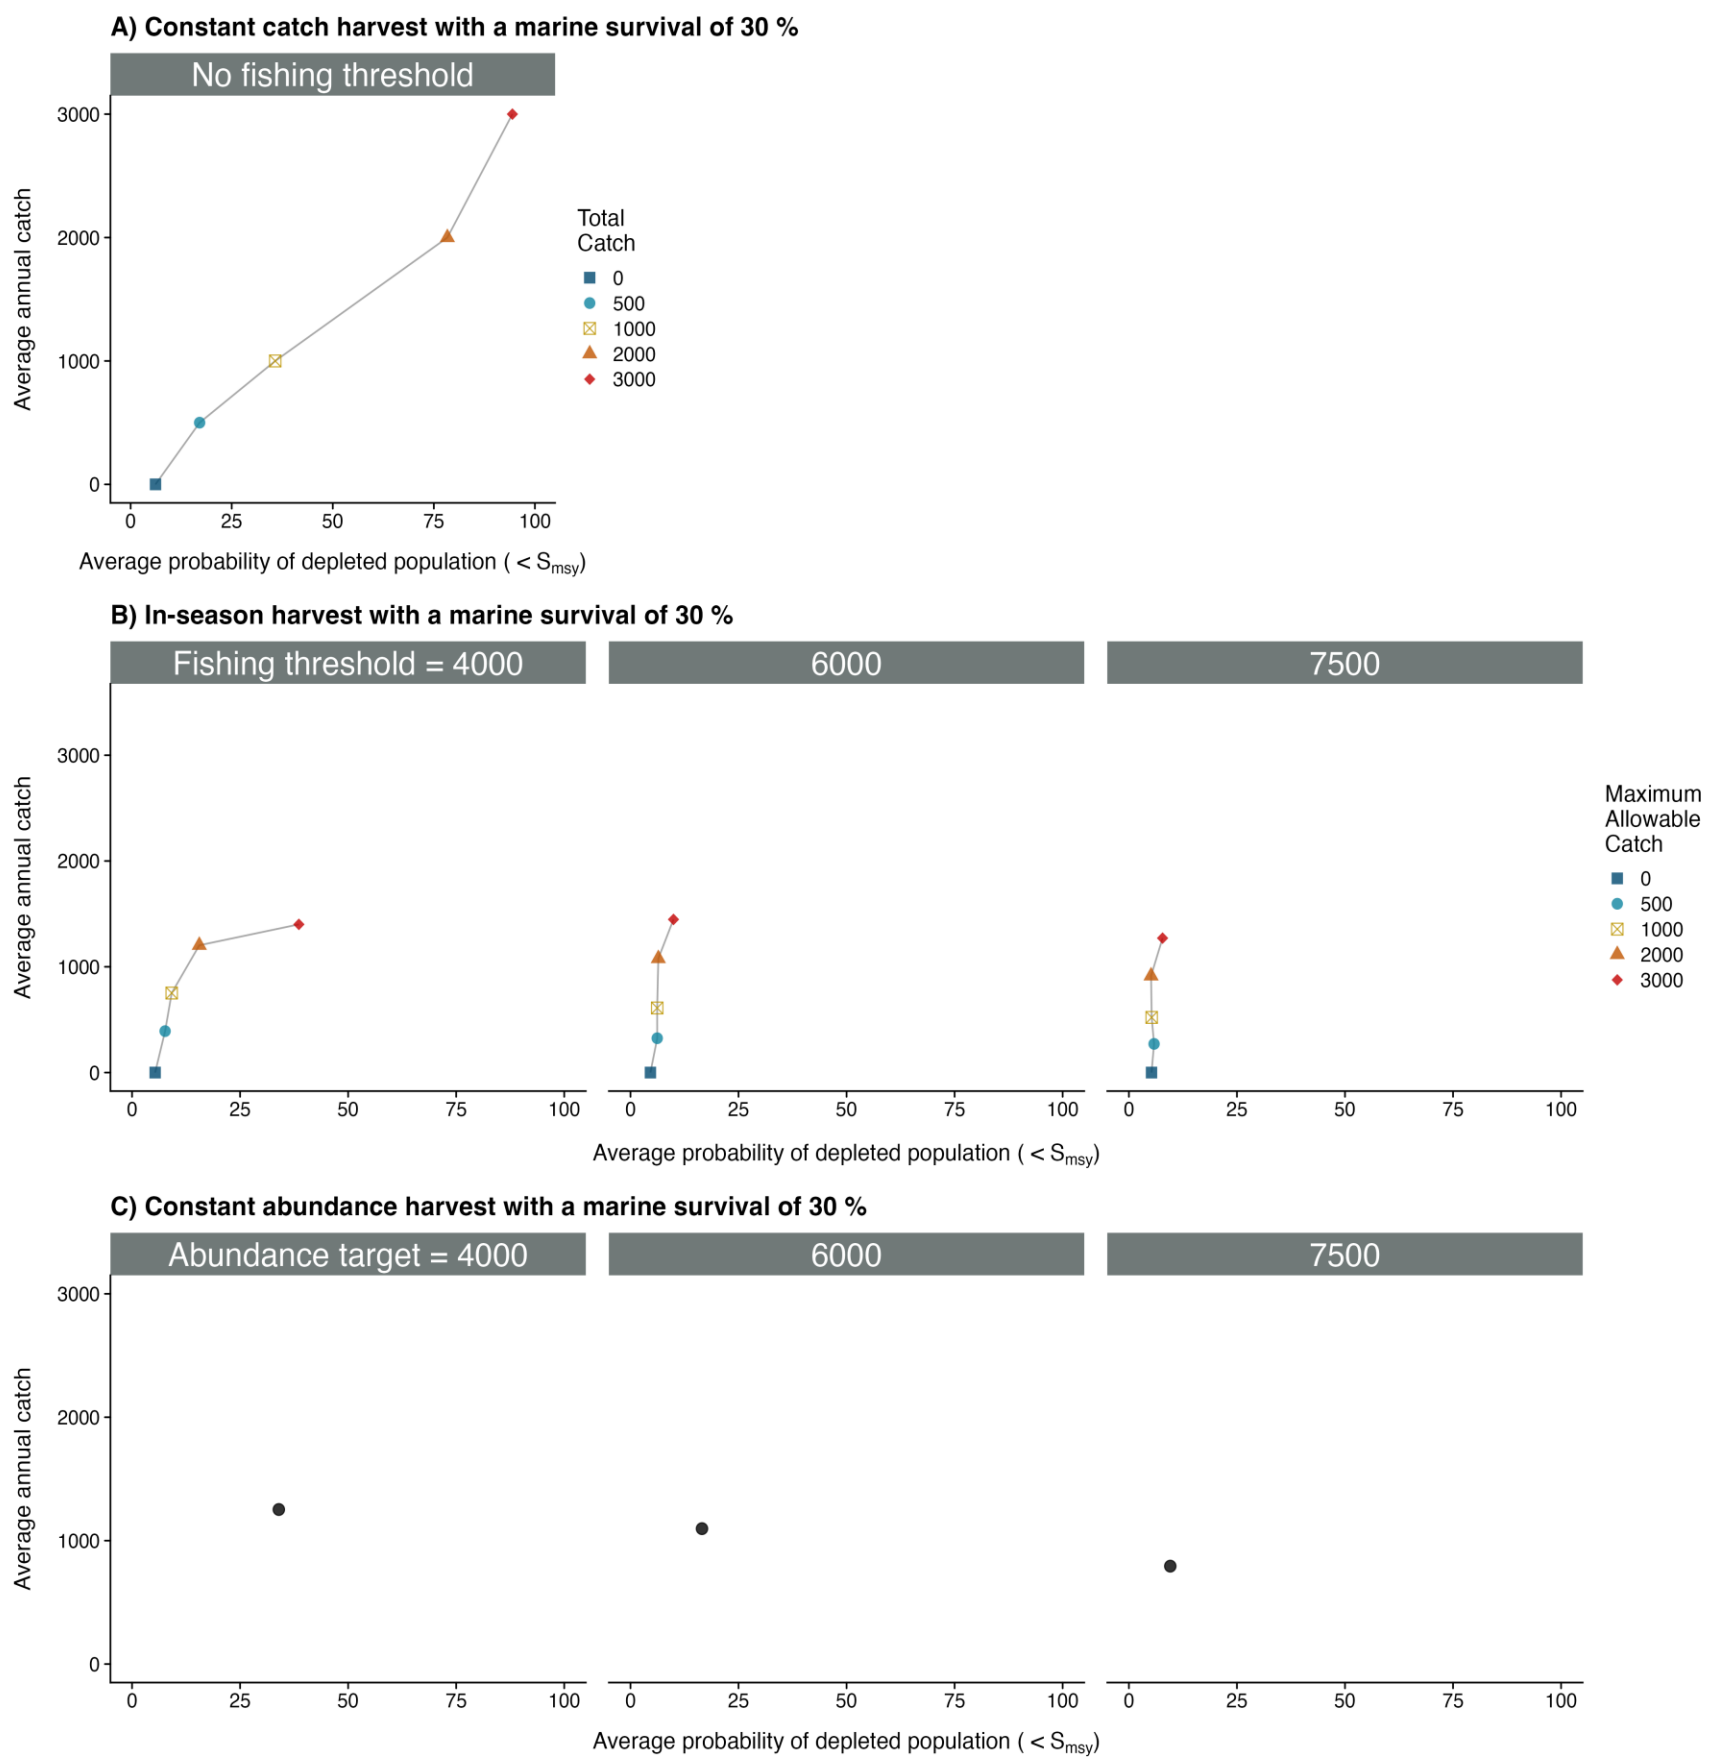 A) Constant catch harvest with a marine survival of 30 %
No fishing threshold
3000
2000
1000
0
Average annual catch
0 25 50 75 100
Average probability of depleted population ( < Smsy)
Total
Catch
0
500
1000
2000
3000
B) In-season harvest with a marine survival of 30 %
Fishing threshold = 4000
6000
7500
3000
2000
1000
0
Average annual catch
0 25 50 75 100
0 25 50 75 100
0 25 50 75 100
Average probability of depleted population ( < Smsy)
Maximum
Allowable
Catch
0
500
1000
2000
3000
C) Constant abundance harvest with a marine survival of 30 %
Abundance target = 4000
6000
7500
3000
2000
1000
0
Average annual catch
0 25 50 75 100
0 25 50 75 100
0 25 50 75 100
Average probability of depleted population ( < Smsy)